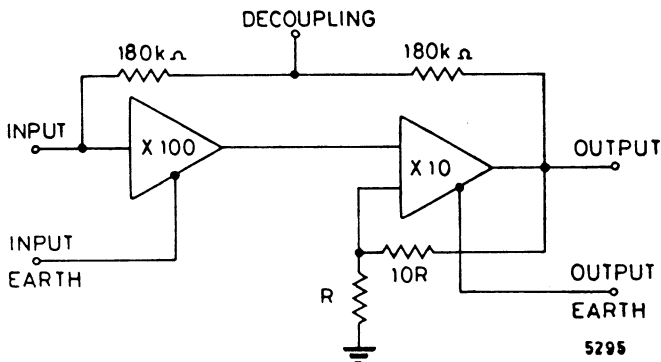 DECOUPLING
180kΩ
180kΩ
INPUT
X 100
X 10
OUTPUT
INPUT
EARTH
10R
R
OUTPUT
EARTH
5295